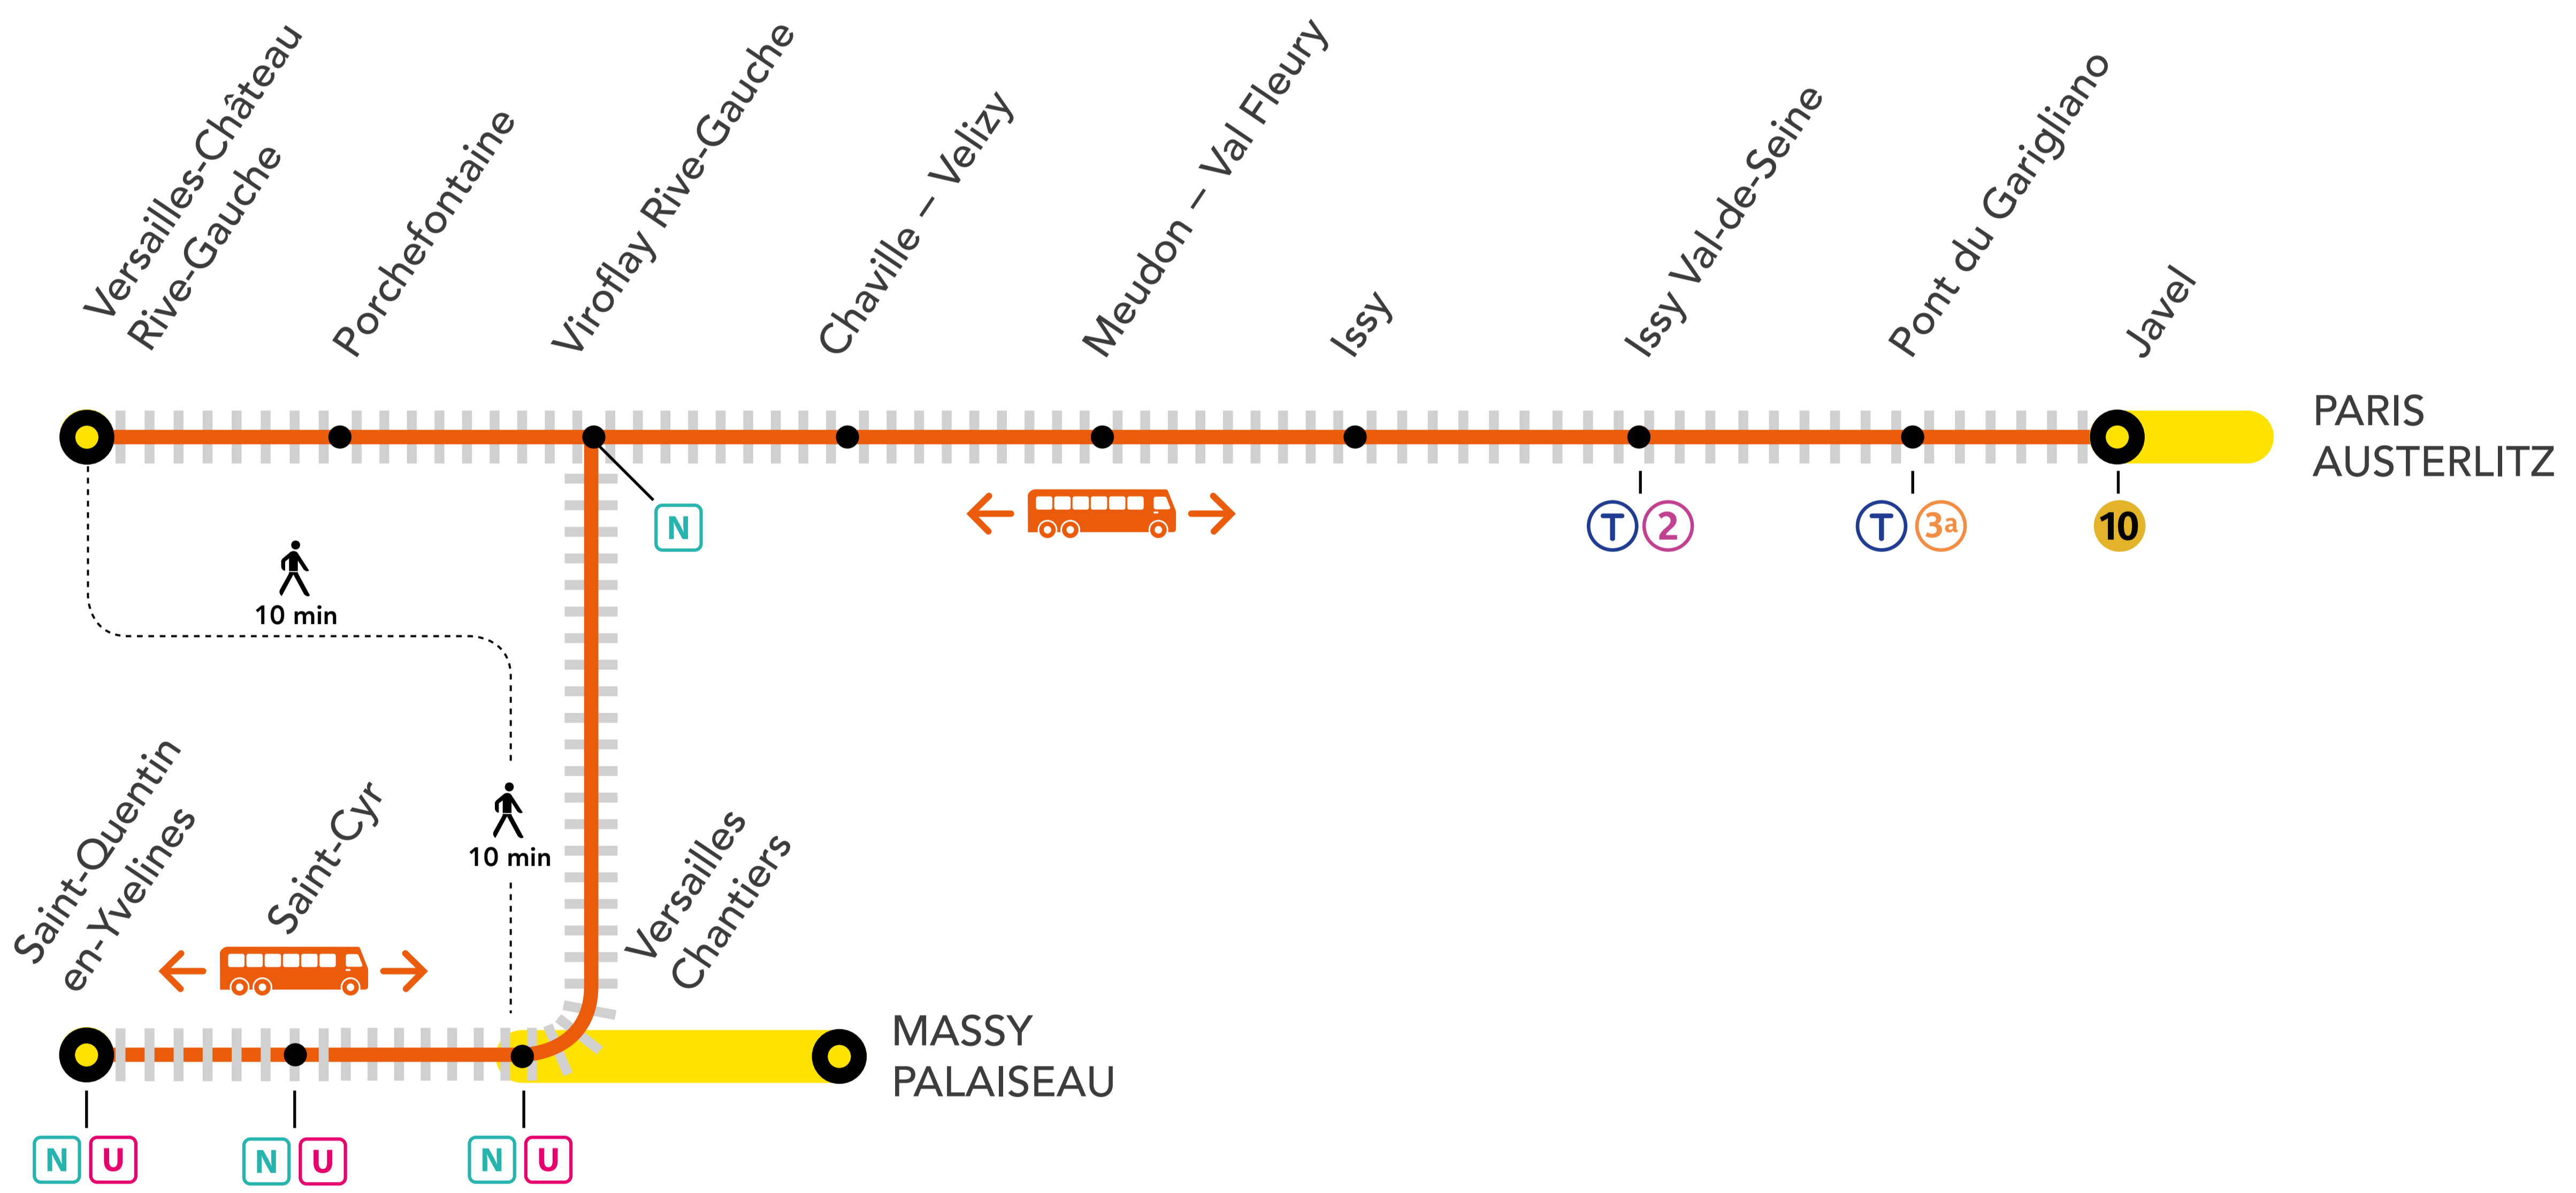 Versailles-Château
Rive-Gauche
Porchefontaine
Viroflay Rive-Gauche
Chaville – Velizy
Meudon – Val Fleury
Issy
Issy Val-de-Seine
Pont du Garigliano
Javel
PARIS
AUSTERLITZ
N
T 2
T 3a
10
10 min
10 min
Saint-Quentin
en-Yvelines
Saint-Cyr
Versailles
Chantiers
MASSY
PALAISEAU
N U
N U
N U